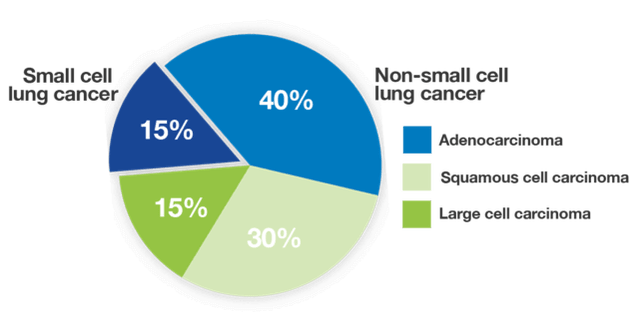 Small cell
lung cancer
15%
40%
15%
30%
Non-small cell
lung cancer
Adenocarcinoma
Squamous cell carcinoma
Large cell carcinoma